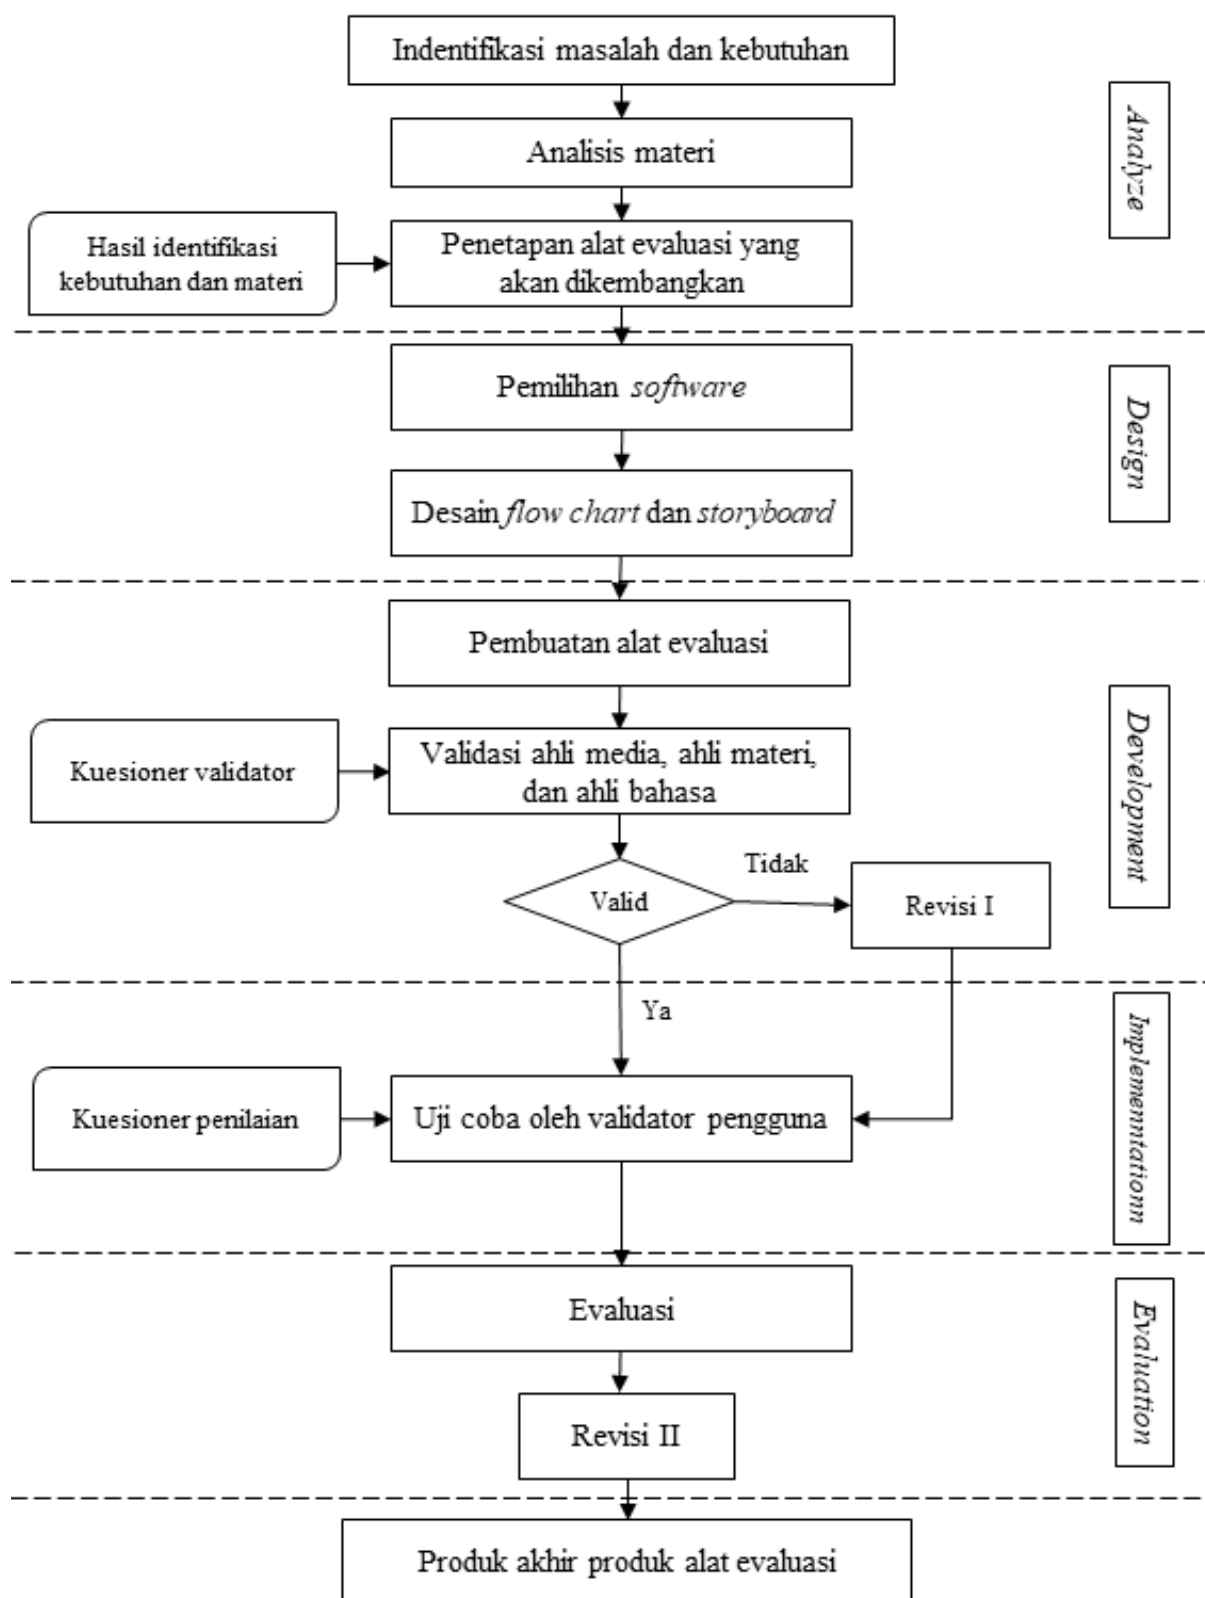 Indentifikasi masalah dan kebutuhan
Analyze
Analisis materi
Hasil identifikasi
kebutuhan dan materi
Penetapan alat evaluasi yang
akan dikembangkan
Pemilihan software
Design
Desain flow chart dan storyboard
Pembuatan alat evaluasi
Development
Kuesioner validator
Validasi ahli media, ahli materi,
dan ahli bahasa
Valid
Tidak
Revisi I
Ya
Implemenntationn
Kuesioner penilaian
Uji coba oleh validator pengguna
Evaluasi
Evaluation
Revisi II
Produk akhir produk alat evaluasi